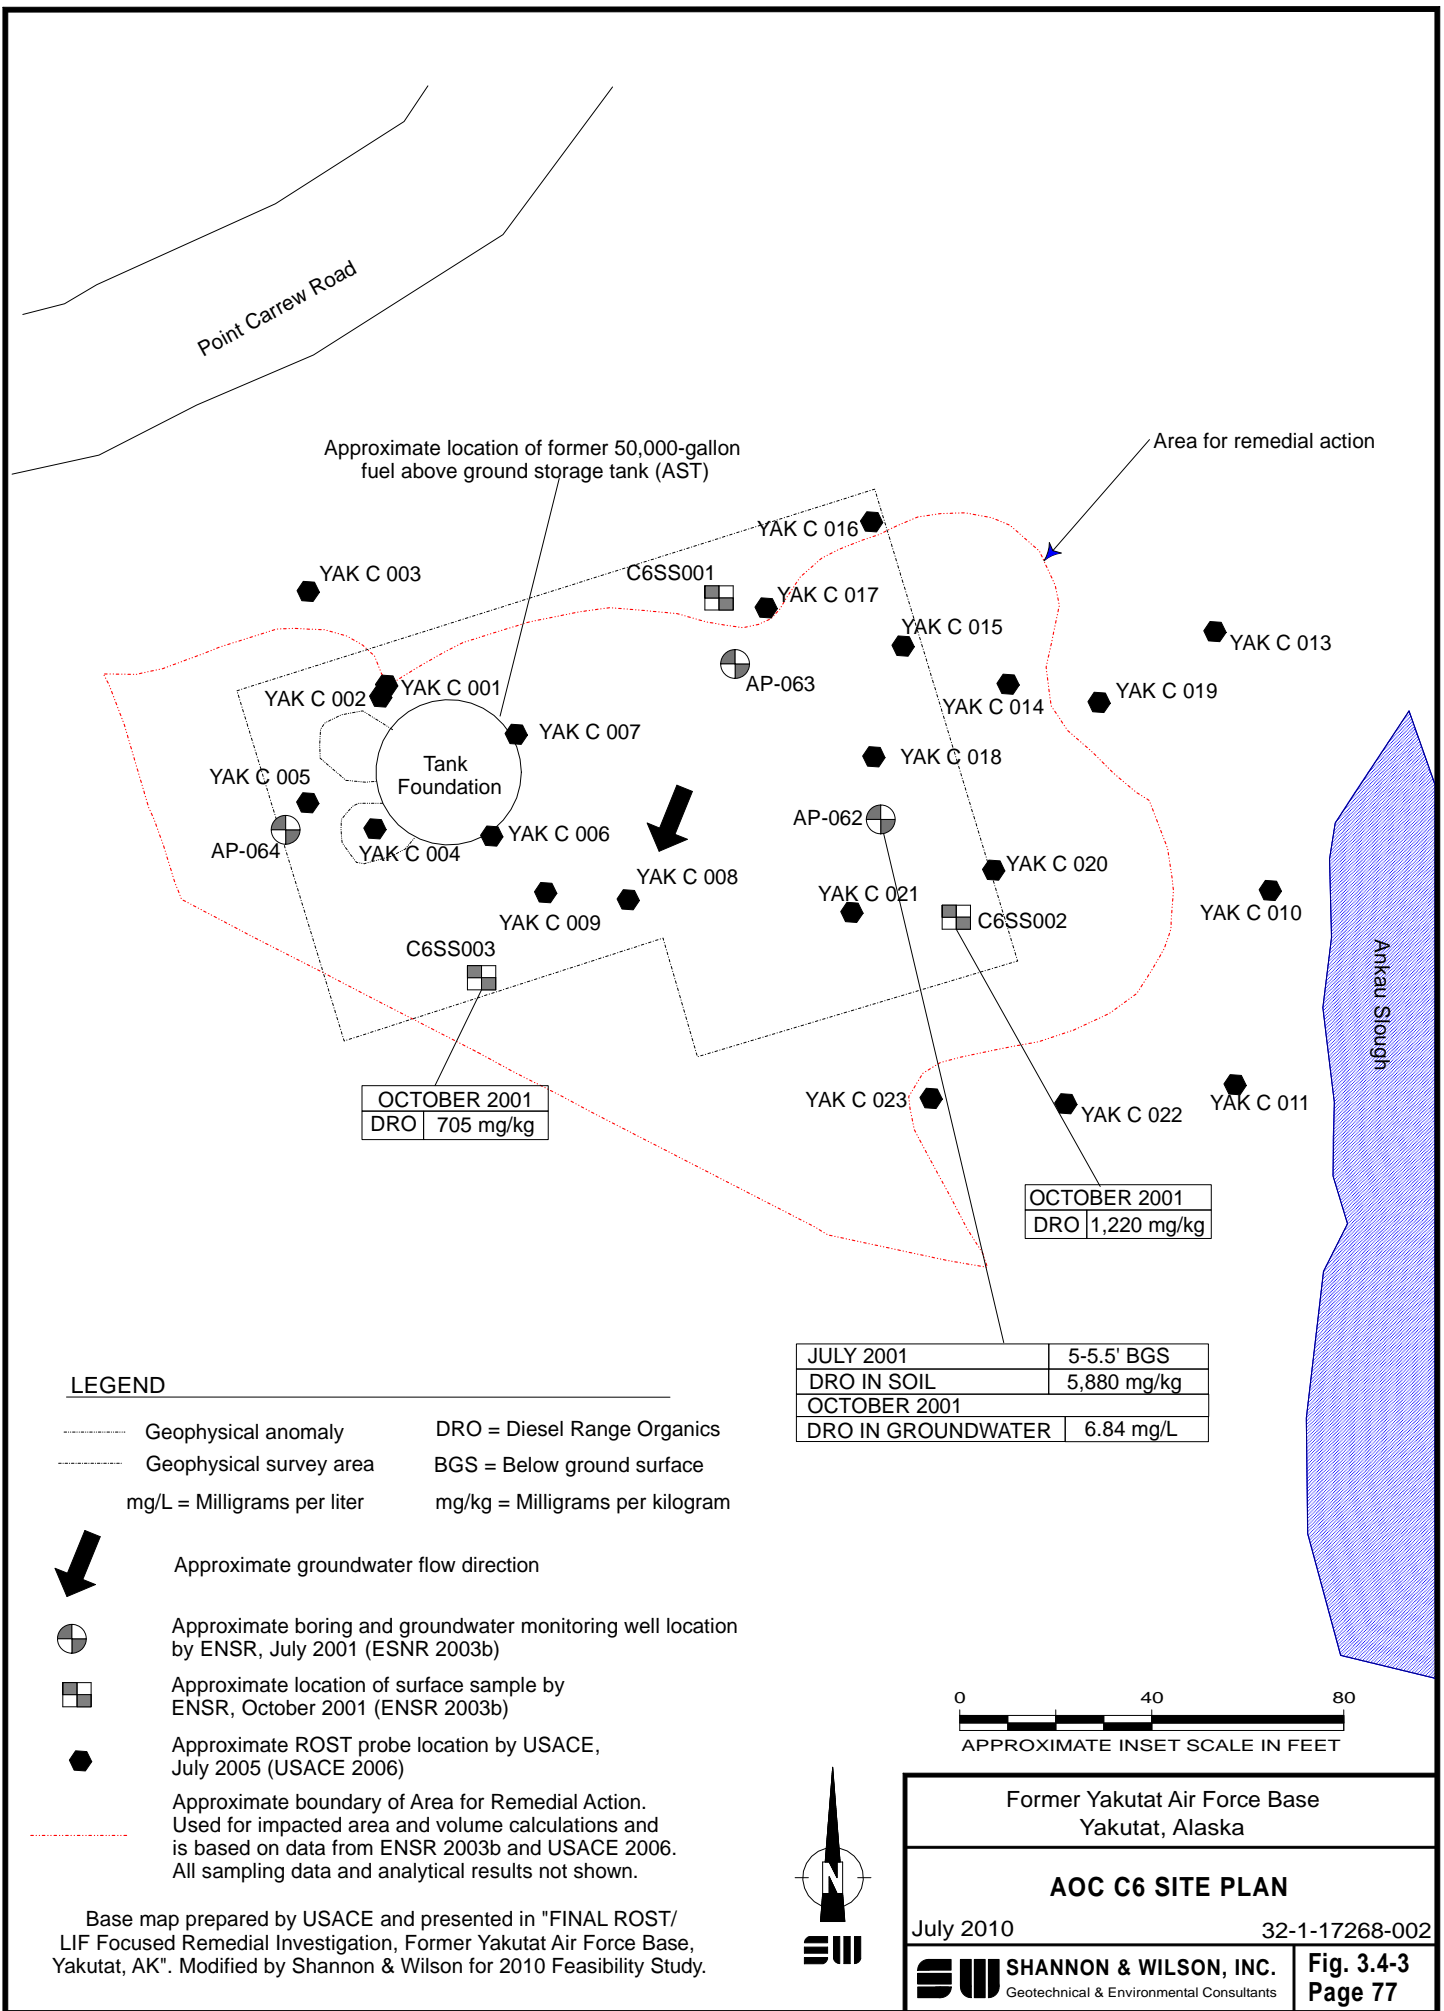 Point Carrew Road
Approximate location of former 50,000-gallon
fuel above ground storage tank (AST)
Area for remedial action
YAK C 016
YAK C 003
C6SS001
YAK C 017
YAK C 015
YAK C 013
YAK C 002
YAK C 001
AP-063
YAK C 014
YAK C 019
YAK C 007
YAK C 018
Tank
Foundation
YAK C 005
AP-062
AP-064
YAK C 004
YAK C 006
YAK C 020
YAK C 008
YAK C 021
YAK C 010
YAK C 009
C6SS002
C6SS003
Ankau Slough
OCTOBER 2001
DRO 705 mg/kg
YAK C 023
YAK C 022
YAK C 011
OCTOBER 2001
DRO 1,220 mg/kg
JULY 2001 5-5.5' BGS
DRO IN SOIL 5,880 mg/kg
OCTOBER 2001
DRO IN GROUNDWATER 6.84 mg/L
LEGEND
Geophysical anomaly DRO = Diesel Range Organics
Geophysical survey area BGS = Below ground surface
mg/L = Milligrams per liter mg/kg = Milligrams per kilogram
Approximate groundwater flow direction
Approximate boring and groundwater monitoring well location
by ENSR, July 2001 (ESNR 2003b)
Approximate location of surface sample by
ENSR, October 2001 (ENSR 2003b)
Approximate ROST probe location by USACE,
July 2005 (USACE 2006)
Approximate boundary of Area for Remedial Action.
Used for impacted area and volume calculations and
is based on data from ENSR 2003b and USACE 2006.
All sampling data and analytical results not shown.
Base map prepared by USACE and presented in "FINAL ROST/
LIF Focused Remedial Investigation, Former Yakutat Air Force Base,
Yakutat, AK". Modified by Shannon & Wilson for 2010 Feasibility Study.
0 40 80
APPROXIMATE INSET SCALE IN FEET
N
SW
Former Yakutat Air Force Base
Yakutat, Alaska
AOC C6 SITE PLAN
July 2010 32-1-17268-002
SW SHANNON & WILSON, INC.
Geotechnical & Environmental Consultants
Fig. 3.4-3
Page 77